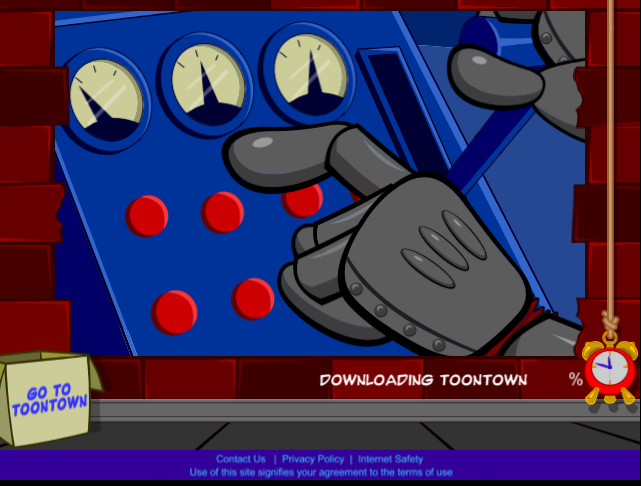 DOWNLOADING TOONTOWN %
GO TO
TOONTOWN
Contact Us | Privacy Policy | Internet Safety
Use of this site signifies your agreement to the terms of use